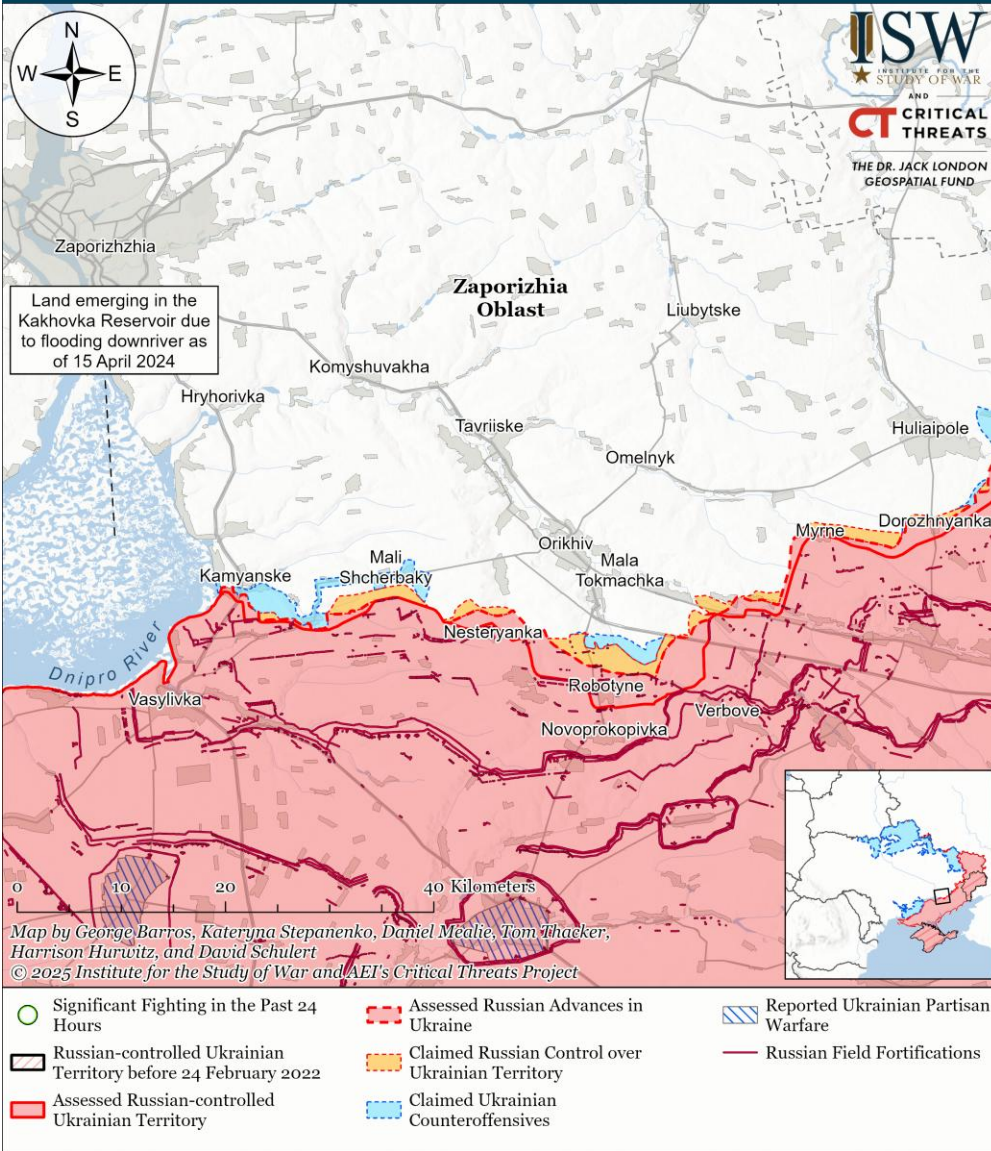 N
W
E
S
ISW
INSTITUTE FOR THE
STUDY OF WAR
AND
CT CRITICAL
THREATS
THE DR. JACK LONDON
GEOSPATIAL FUND
Zaporizhzhia
Land emerging in the
Kakhovka Reservoir due
to flooding downriver as
of 15 April 2024
Zaporizhia
Oblast
Liubytske
Komyshuvakha
Hryhorivka
Tavriiske
Huliaipole
Omelnyk
Myrne
Dorozhnyanka
Orikhiv
Mala
Tokmachka
Mali
Shcherbaky
Kamyanske
Nesteryanka
Dnipro River
Robotyne
Vasylivka
Verbove
Novoprokopivka
0 10 20 40 Kilometers
Map by George Barros, Kateryna Stepanenko, Daniel Mealie, Tom Thacker,
Harrison Hurwitz, and David Schulert
© 2025 Institute for the Study of War and AEI's Critical Threats Project
Significant Fighting in the Past 24
Hours
Russian-controlled Ukrainian
Territory before 24 February 2022
Assessed Russian-controlled
Ukrainian Territory
Assessed Russian Advances in
Ukraine
Claimed Russian Control over
Ukrainian Territory
Claimed Ukrainian
Counteroffensives
Reported Ukrainian Partisan
Warfare
Russian Field Fortifications